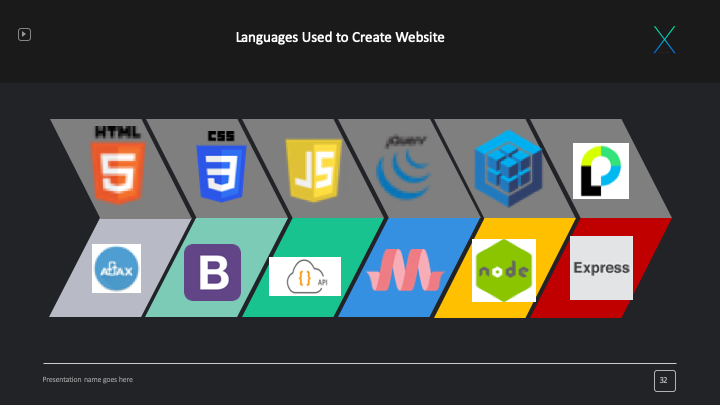 Languages Used to Create Website
HTML
5
CSS
3
JS
jQuery
AJAX
B
{} API
node
Express
Presentation name goes here
32